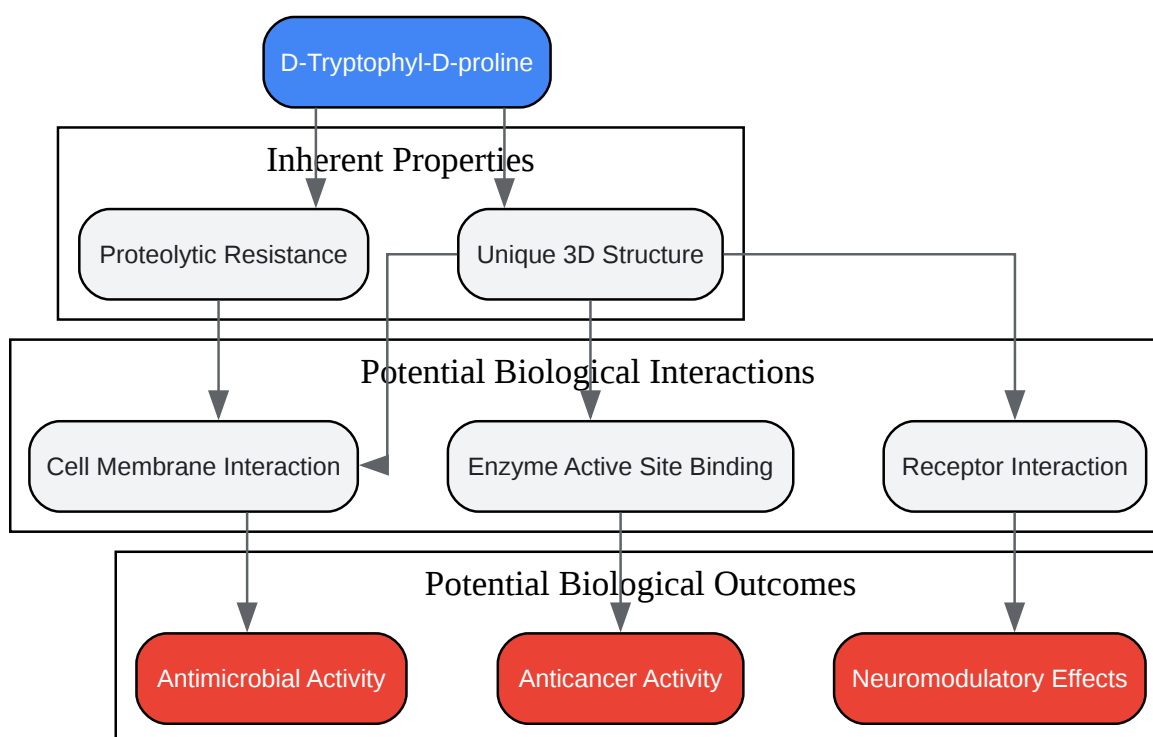 D-Tryptophyl-D-proline
Inherent Properties
Proteolytic Resistance
Unique 3D Structure
Potential Biological Interactions
Cell Membrane Interaction
Enzyme Active Site Binding
Receptor Interaction
Potential Biological Outcomes
Antimicrobial Activity
Anticancer Activity
Neuromodulatory Effects